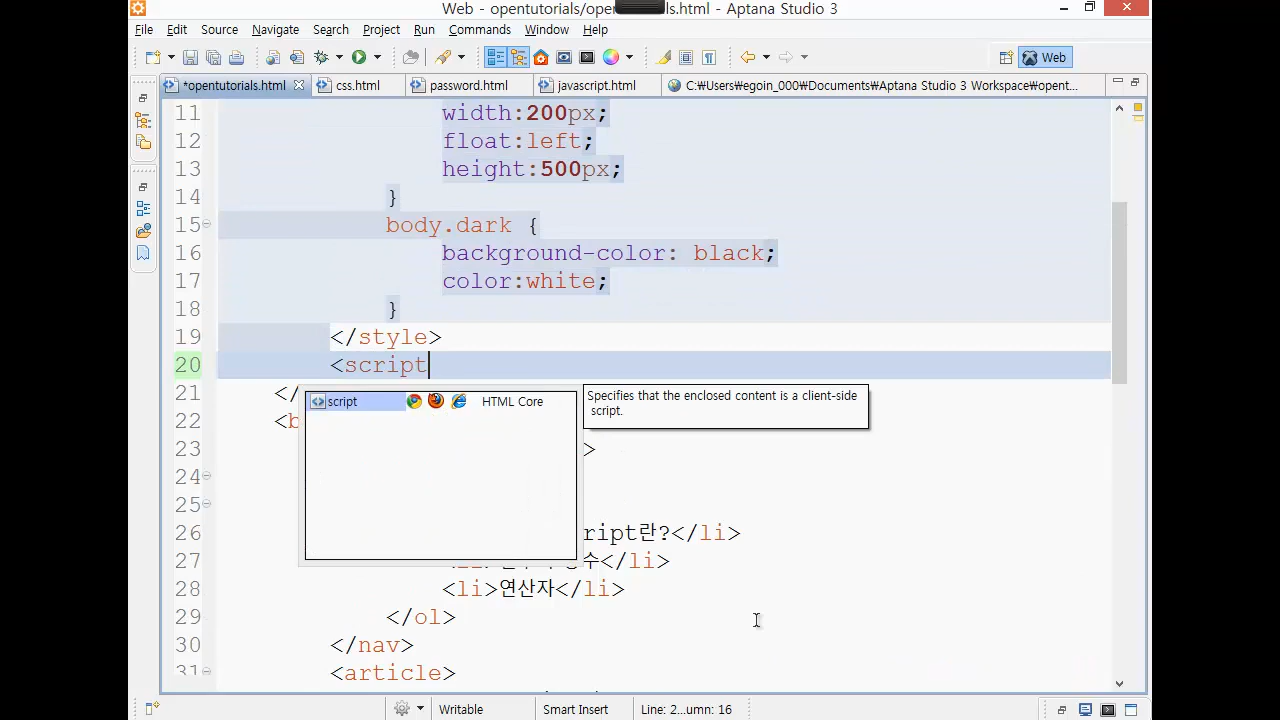 Web - opentutorials/open ls.html - Aptana Studio 3
File Edit Source Navigate Search Project Run Commands Window Help
Web
*opentutorials.html css.html password.html javascript.html C:₩Users₩egoin_000₩Documents₩Aptana Studio 3 Workspace₩opent...
11 width:200px;
12 float:left;
13 height:500px;
14 }
15 body.dark {
16 background-color: black;
17 color:white;
18 }
19 </style>
20 <script
21 </
script HTML Core
Specifies that the enclosed content is a client-side
script.
22 <b
23 >
24
25
26 ript란?</li>
27 수</li>
28 <li>연산자</li>
29 </ol>
30 </nav>
31 <article>
Writable Smart Insert Line: 2...umn: 16